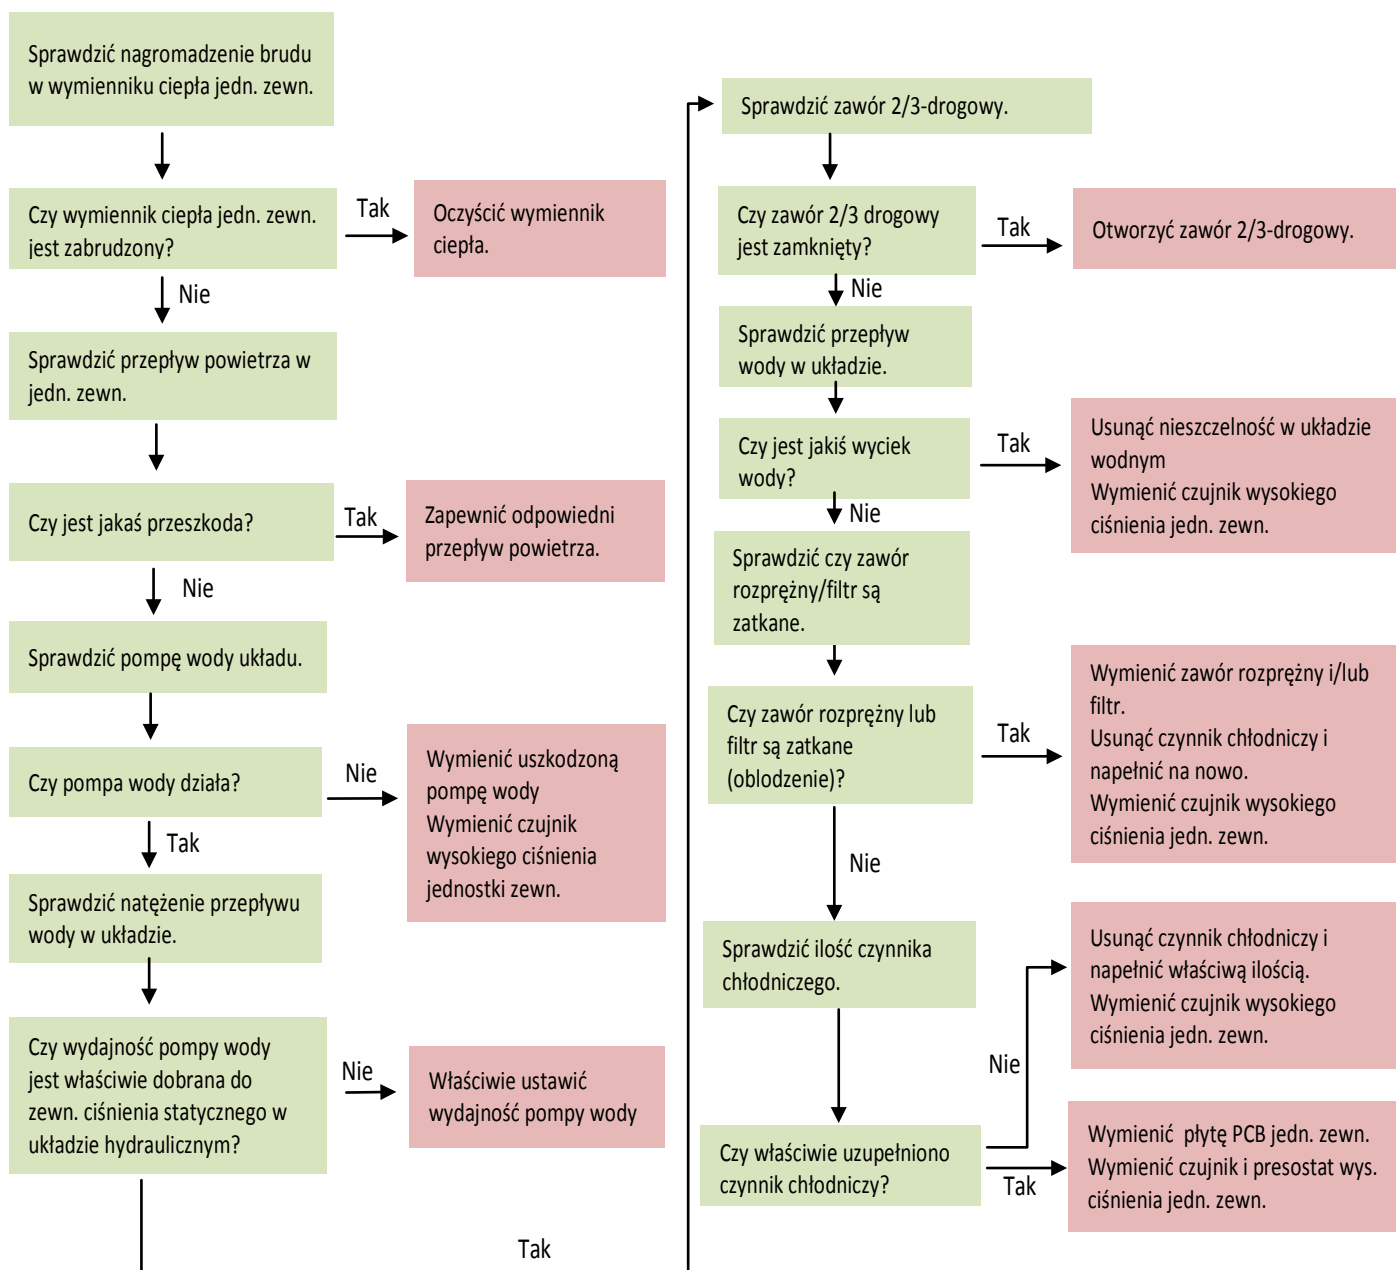 Sprawdzić nagromadzenie brudu
w wymienniku ciepła jedn. zewn.
Czy wymiennik ciepła jedn. zewn.
jest zabrudzony?
Tak
Oczyścić wymiennik
ciepła.
Nie
Sprawdzić przepływ powietrza w
jedn. zewn.
Czy jest jakaś przeszkoda?
Tak
Zapewnić odpowiedni
przepływ powietrza.
Nie
Sprawdzić pompę wody układu.
Czy pompa wody działa?
Nie
Wymienić uszkodzoną
pompę wody
Wymienić czujnik
wysokiego ciśnienia
jednostki zewn.
Tak
Sprawdzić natężenie przepływu
wody w układzie.
Czy wydajność pompy wody
jest właściwie dobrana do
zewn. ciśnienia statycznego w
układzie hydraulicznym?
Nie
Właściwie ustawić
wydajność pompy wody
Tak
Sprawdzić zawór 2/3-drogowy.
Czy zawór 2/3 drogowy
jest zamknięty?
Tak
Otworzyć zawór 2/3-drogowy.
Nie
Sprawdzić przepływ
wody w układzie.
Czy jest jakiś wyciek
wody?
Tak
Usunąć nieszczelność w układzie
wodnym
Wymienić czujnik wysokiego
ciśnienia jedn. zewn.
Nie
Sprawdzić czy zawór
rozprężny/filtr są
zatkane.
Czy zawór rozprężny lub
filtr są zatkane
(oblodzenie)?
Tak
Wymienić zawór rozprężny i/lub
filtr.
Usunąć czynnik chłodniczy i
napełnić na nowo.
Wymienić czujnik wysokiego
ciśnienia jedn. zewn.
Nie
Sprawdzić ilość czynnika
chłodniczego.
Czy właściwie uzupełniono
czynnik chłodniczy?
Nie
Usunąć czynnik chłodniczy i
napełnić właściwą ilością.
Wymienić czujnik wysokiego
ciśnienia jedn. zewn.
Tak
Wymienić płytę PCB jedn. zewn.
Wymienić czujnik i presostat wys.
ciśnienia jedn. zewn.